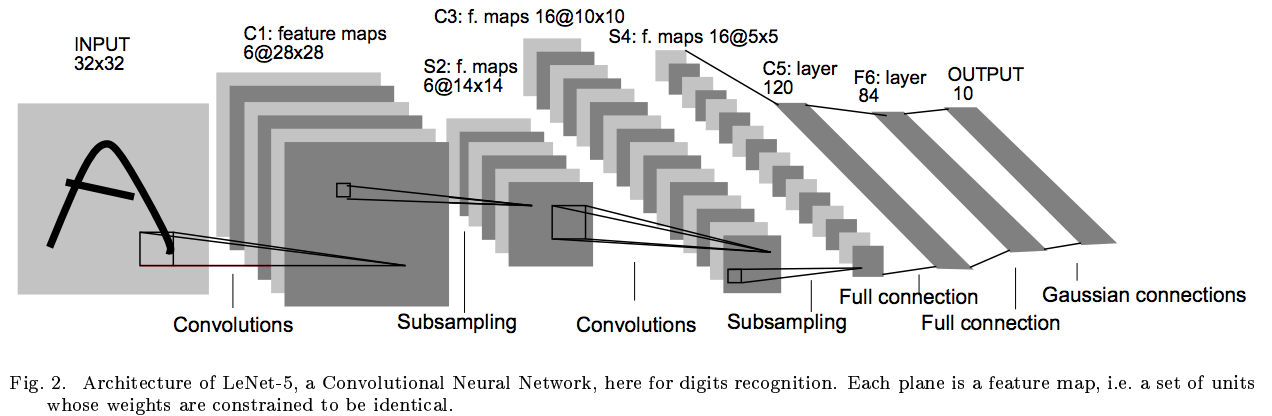 INPUT
32x32
C1: feature maps
6@28x28
S2: f. maps
6@14x14
C3: f. maps 16@10x10
S4: f. maps 16@5x5
C5: layer
120
F6: layer
84
OUTPUT
10
Convolutions
Subsampling
Convolutions
Subsampling
Full connection
Full connection
Gaussian connections
Fig. 2. Architecture of LeNet-5, a Convolutional Neural Network, here for digits recognition. Each plane is a feature map, i.e. a set of units
whose weights are constrained to be identical.